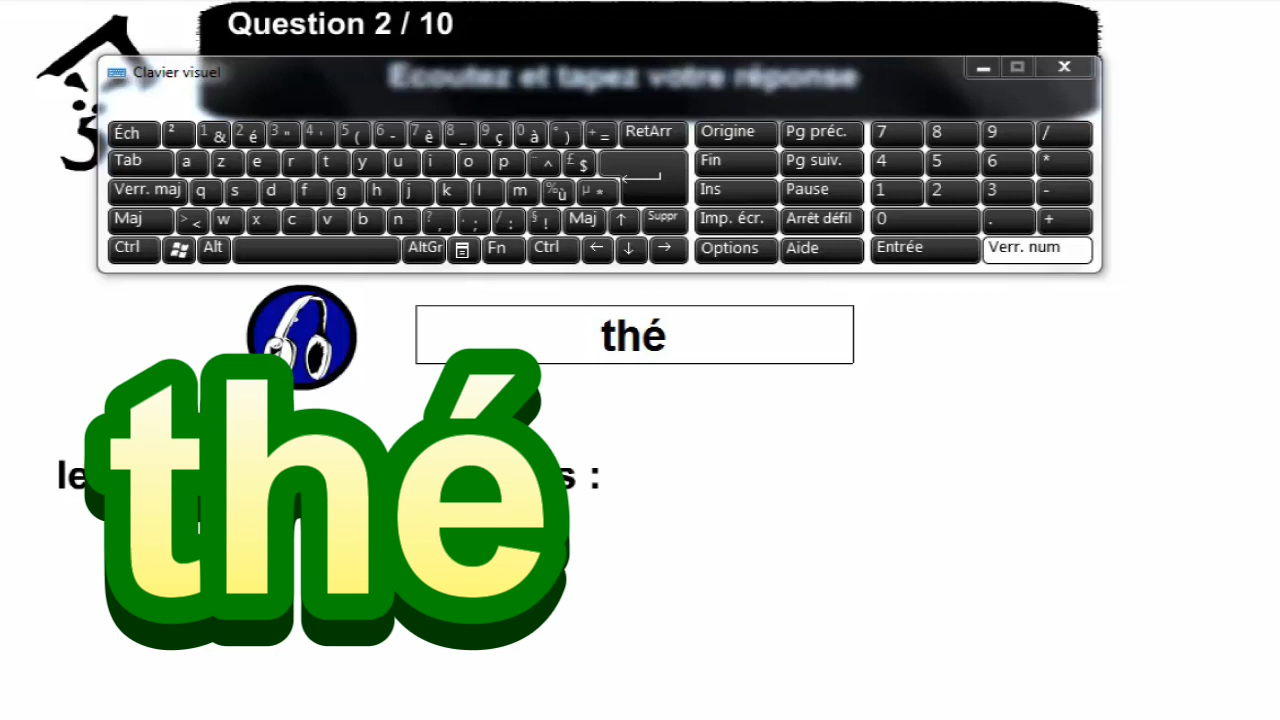 Question 2 / 10
Clavier visuel
Ecoutez et tapez votre réponse
Éch ² 1 & 2 é 3 " 4 ' 5 ( 6 - 7 è 8 _ 9 ç 0 à ° ) + = RetArr Origine Pg préc. 7 8 9 /
Tab a z e r t y u i o p ¨ ^ £ $ Fin Pg suiv. 4 5 6 *
Verr. maj q s d f g h j k l m % ù µ * Ins Pause 1 2 3 -
Maj > < w x c v b n ? , . ; / : § ! Maj ↑ Suppr Imp. écr. Arrêt défil 0 . +
Ctrl Alt AltGr Fn Ctrl ← ↓ → Options Aide Entrée Verr. num
thé
thé